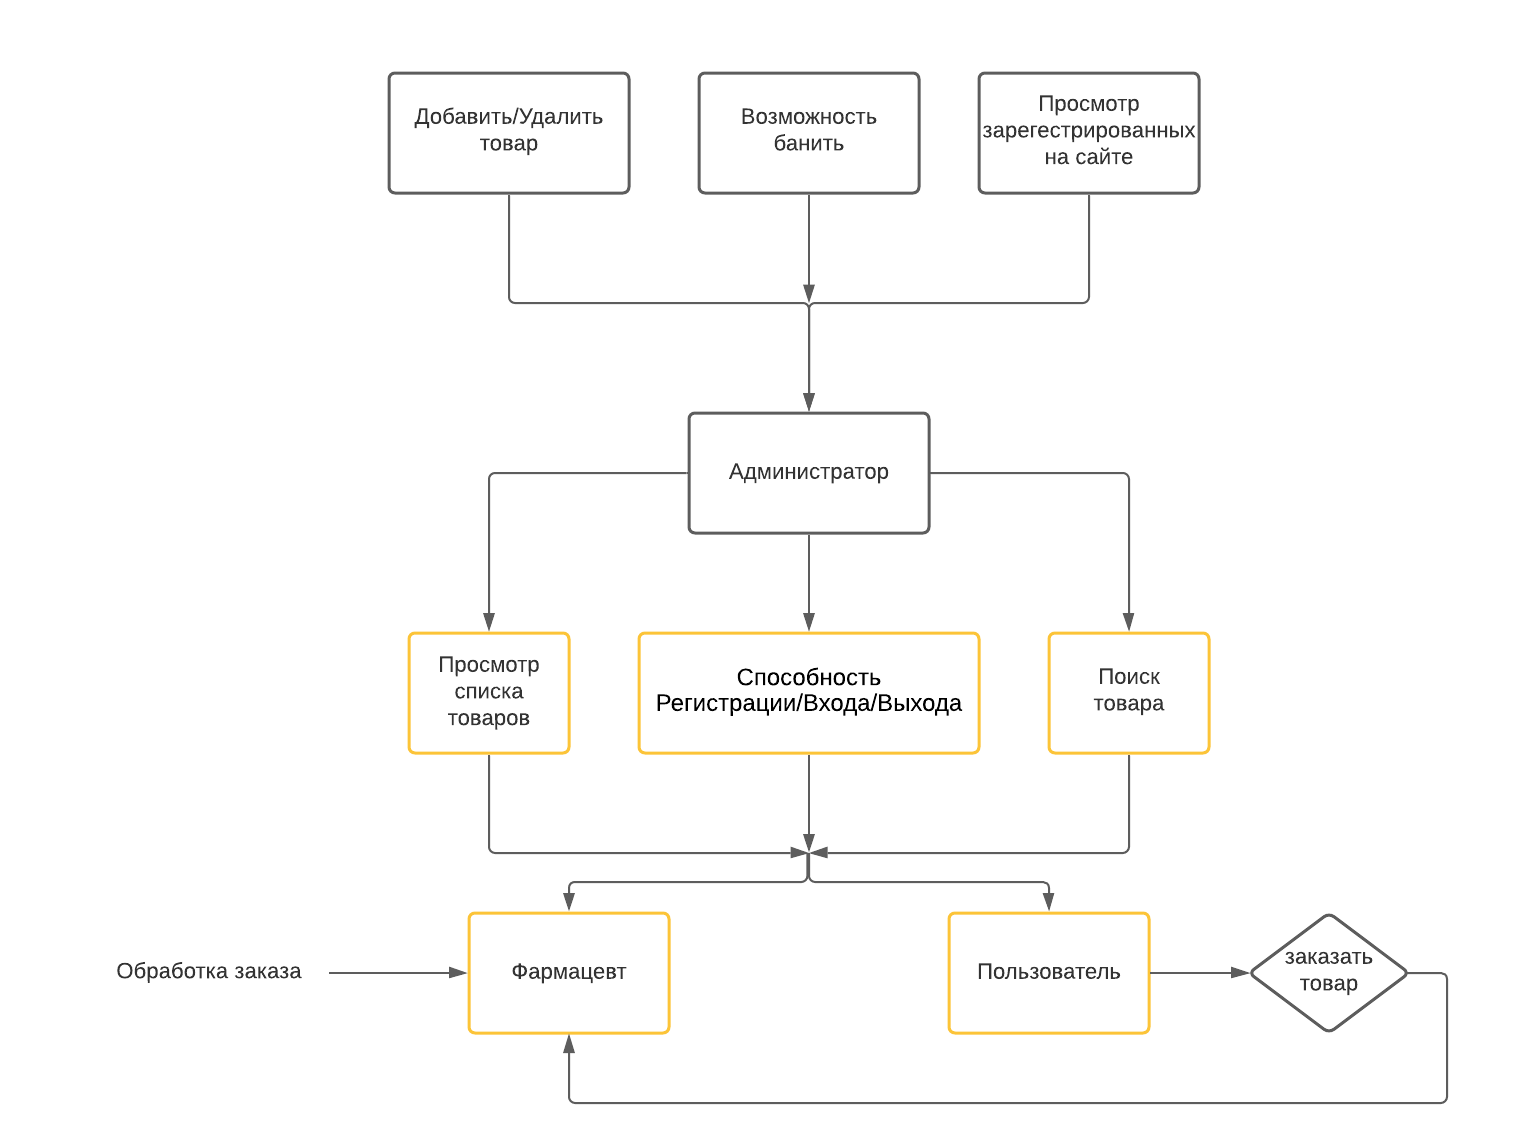 Добавить/Удалить
товар
Возможность
банить
Просмотр
зарегестрированных
на сайте
Администратор
Просмотр
списка
товаров
Способность
Регистрации/Входа/Выхода
Поиск
товара
Обработка заказа
Фармацевт
Пользователь
заказать
товар